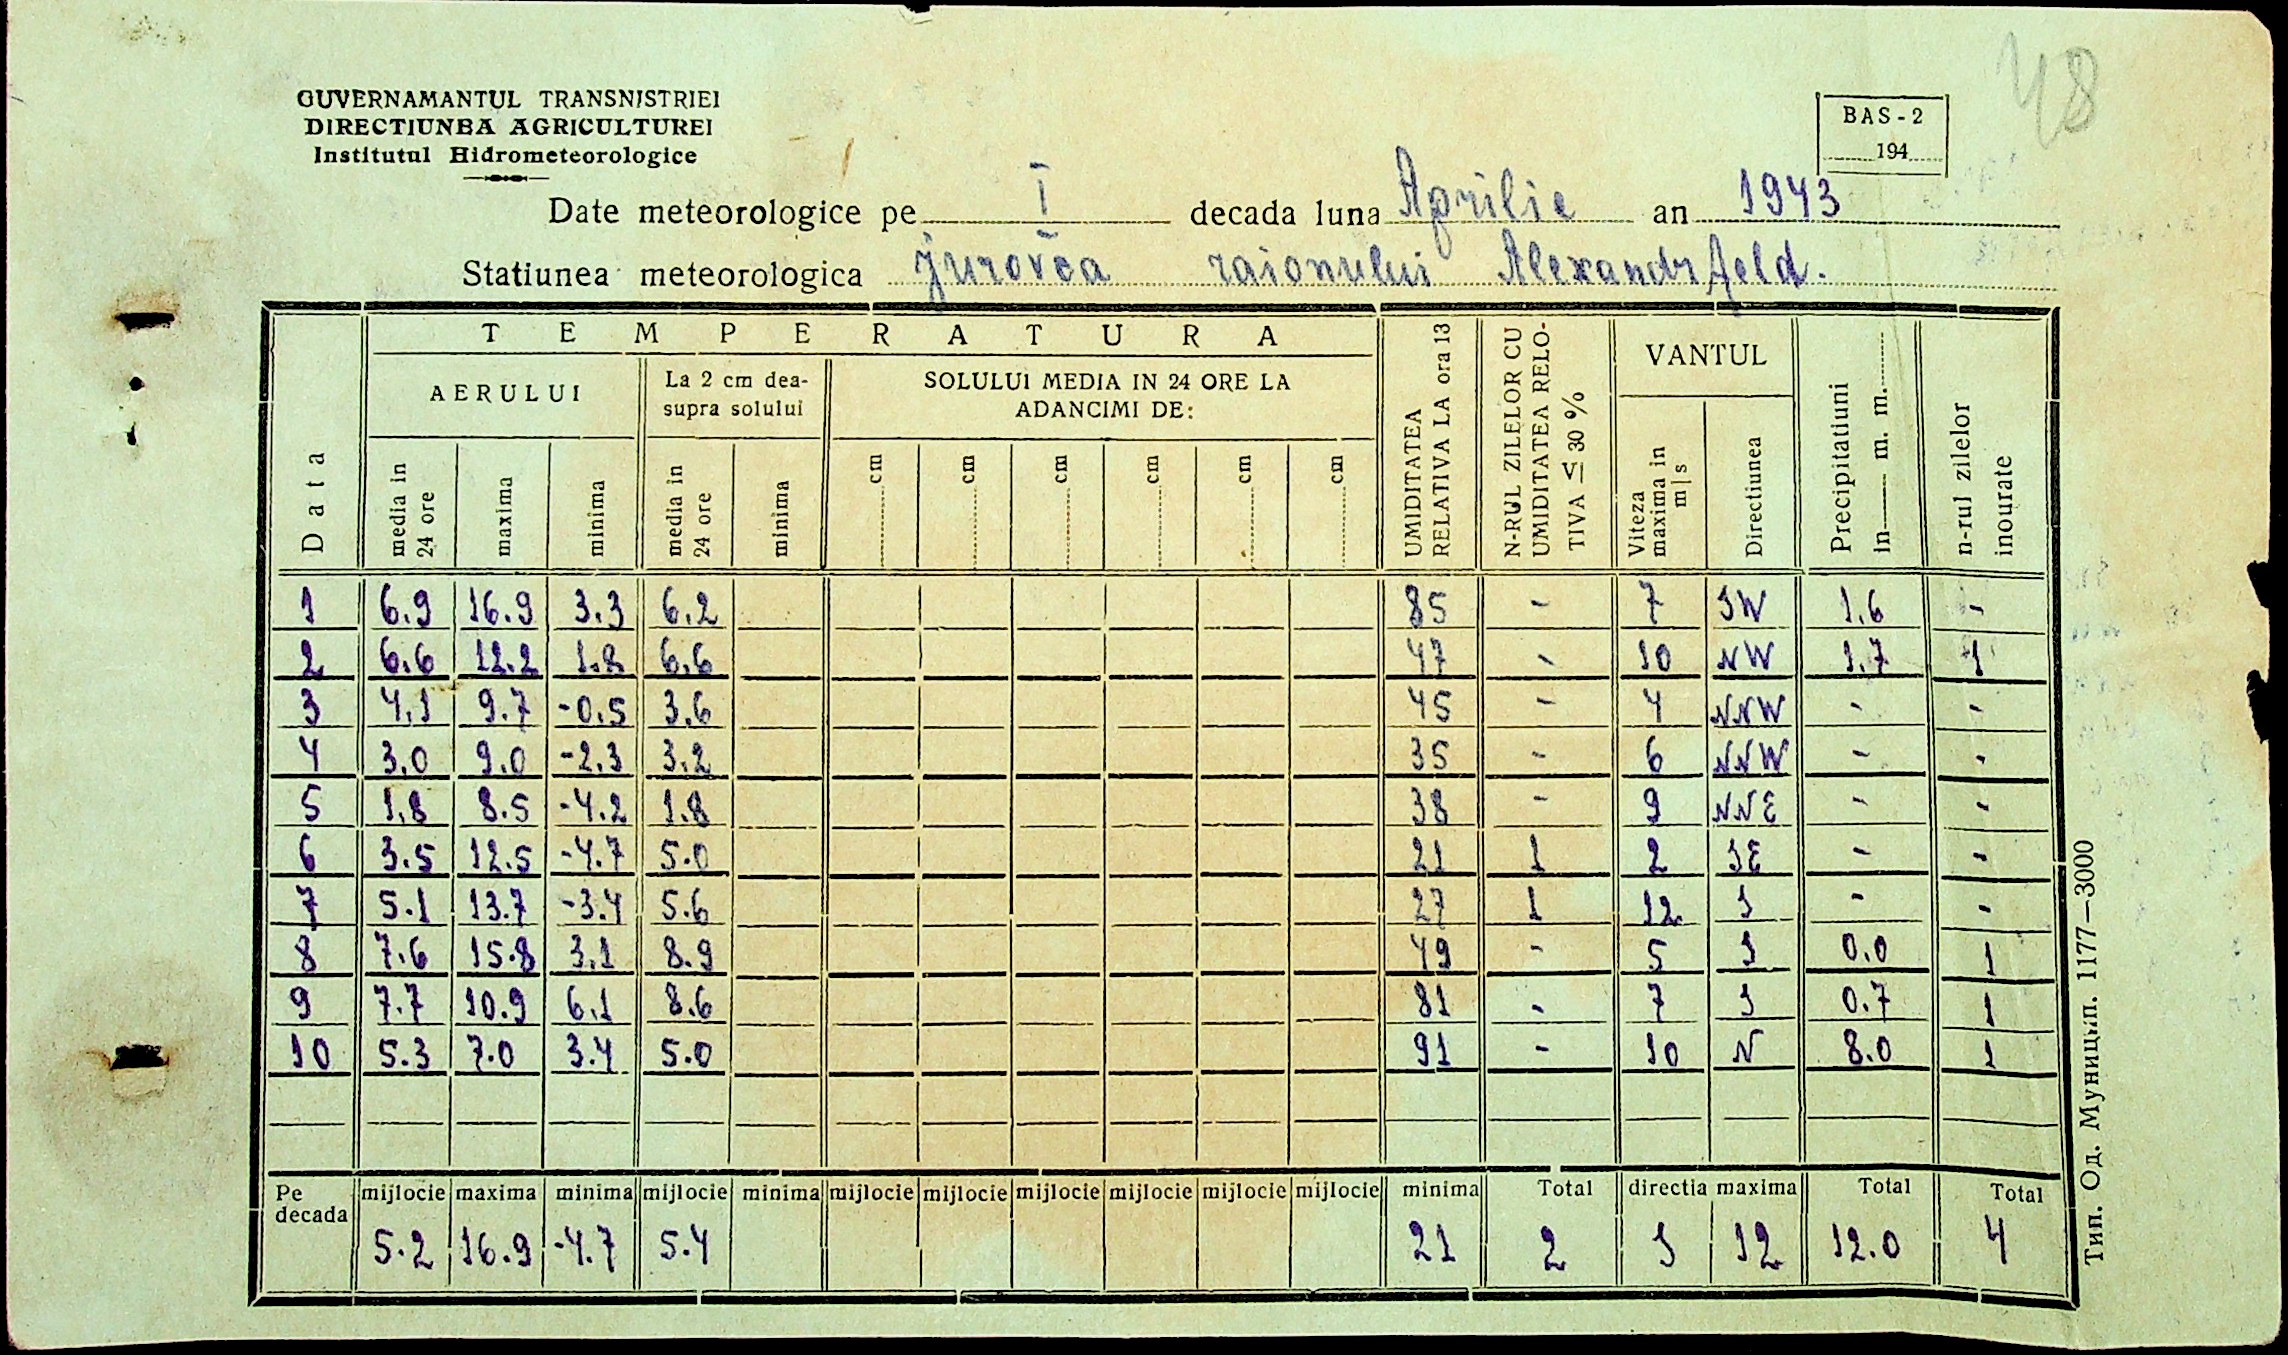 48
GUVERNAMANTUL TRANSNISTRIEI
DIRECTIUNEA AGRICULTUREI
Institutul Hidrometeorologice
BAS-2
194
Date meteorologice pe I decada luna Aprilie an 1943
Statiunea meteorologica Jurovca raionului Alexandrfeld.
TEMPERATURA
AERULUI
La 2 cm deasupra solului
SOLULUI MEDIA IN 24 ORE LA ADANCIMI DE:
UMIDITATEA RELATIVA LA ora 13
N-RUL ZILELOR CU UMIDITATEA RELOTIVA ≤ 30 %
VANTUL
Precipitatiuni in m. m.
n-rul zilelor inourate
Data
media in 24 ore
maxima
minima
media in 24 ore
minima
cm cm cm cm cm cm
Viteza maxima in m|s
Directiunea
1 6.9 16.9 3.3 6.2 85 - 7 SW 1.6 -
2 6.6 12.2 1.8 6.6 47 - 10 NW 1.7 1
3 4.1 9.7 -0.5 3.6 45 - 4 NNW - -
4 3.0 9.0 -2.3 3.2 35 - 6 NNW - -
5 1.8 8.5 -4.2 1.8 38 - 9 NNE - -
6 3.5 12.5 -4.7 5.0 21 1 2 SE - -
7 5.1 13.7 -3.4 5.6 27 1 12 S - -
8 7.6 15.8 3.1 8.9 49 - 5 S 0.0 1
9 7.7 10.9 6.1 8.6 81 - 7 S 0.7 1
10 5.3 7.0 3.4 5.0 91 - 10 N 8.0 1
Pe decada mijlocie maxima minima mijlocie minima mijlocie mijlocie mijlocie mijlocie mijlocie mijlocie minima Total directia maxima Total Total
5.2 16.9 -4.7 5.4 21 2 S 12 12.0 4
Тип. Од. Муницып. 1177—3000